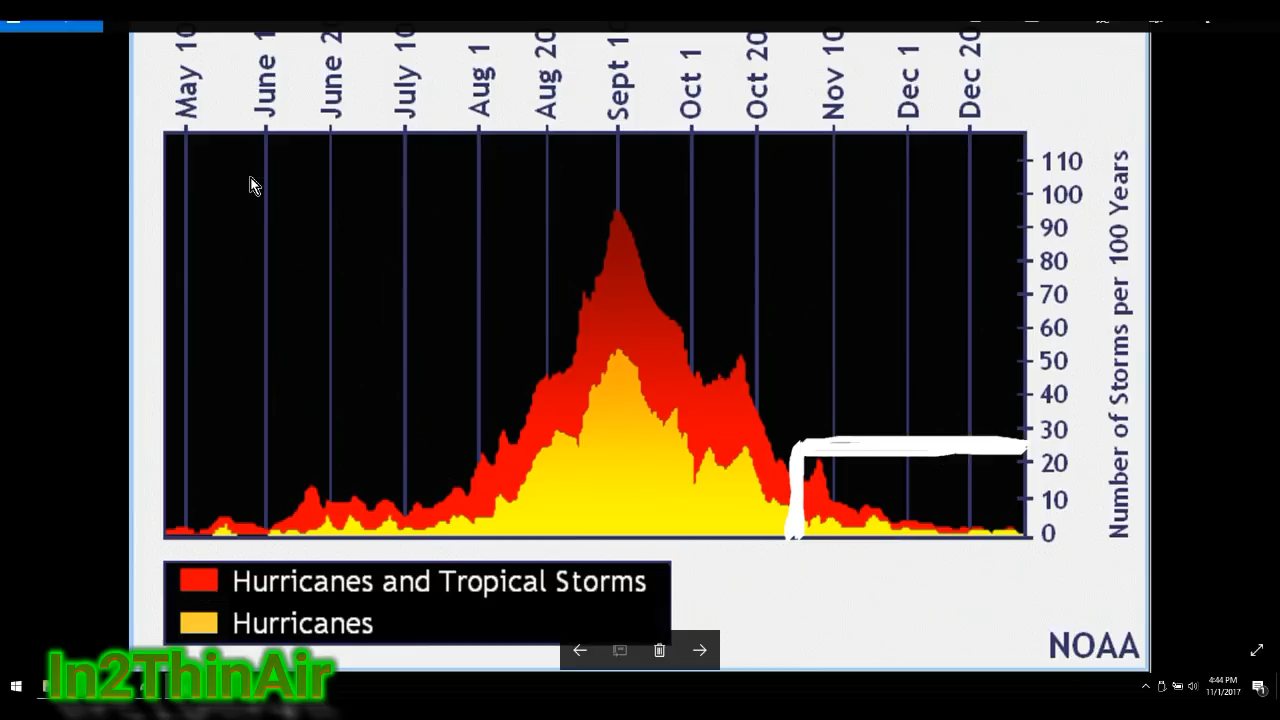 May 10
June 1
June 2
July 10
Aug 1
Aug 20
Sept 10
Oct 1
Oct 20
Nov 10
Dec 1
Dec 20
110
100
90
80
70
60
50
40
30
20
10
0
Number of Storms per 100 Years
Hurricanes and Tropical Storms
Hurricanes
NOAA
In2ThinAir
4:44 PM
11/1/2017